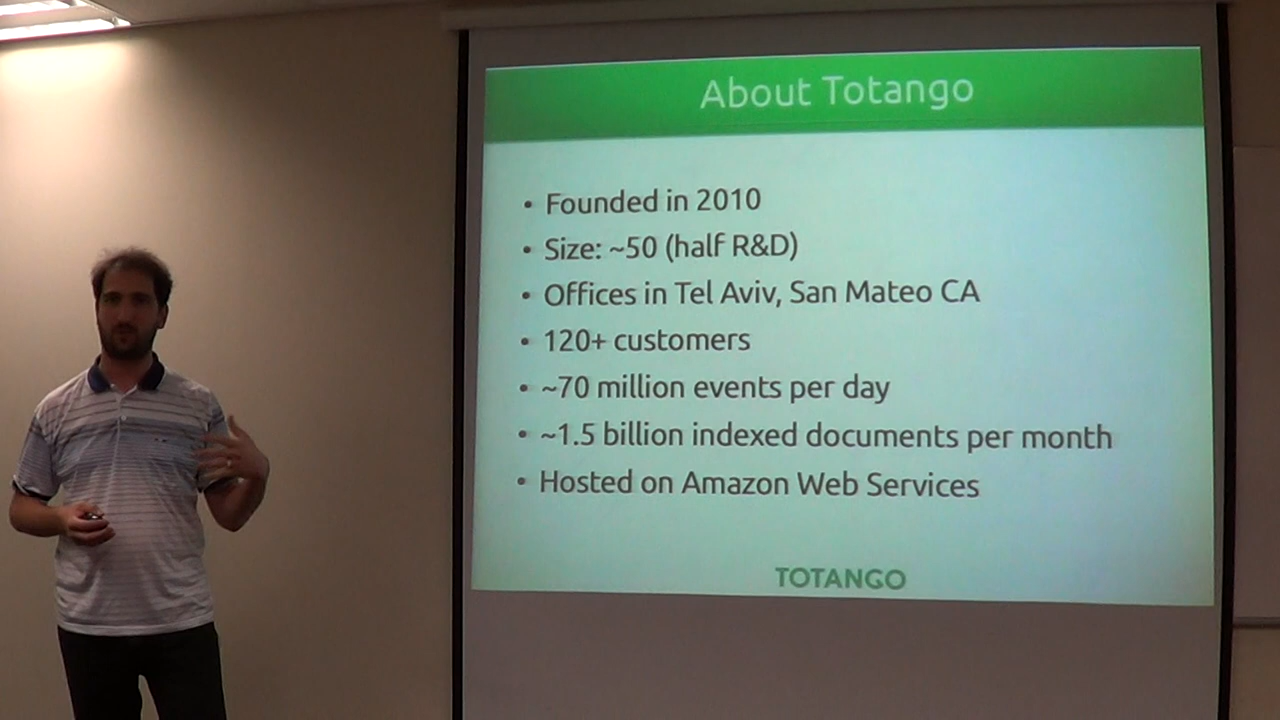 About Totango
• Founded in 2010
• Size: ~50 (half R&D)
• Offices in Tel Aviv, San Mateo CA
• 120+ customers
• ~70 million events per day
• ~1.5 billion indexed documents per month
• Hosted on Amazon Web Services
TOTANGO